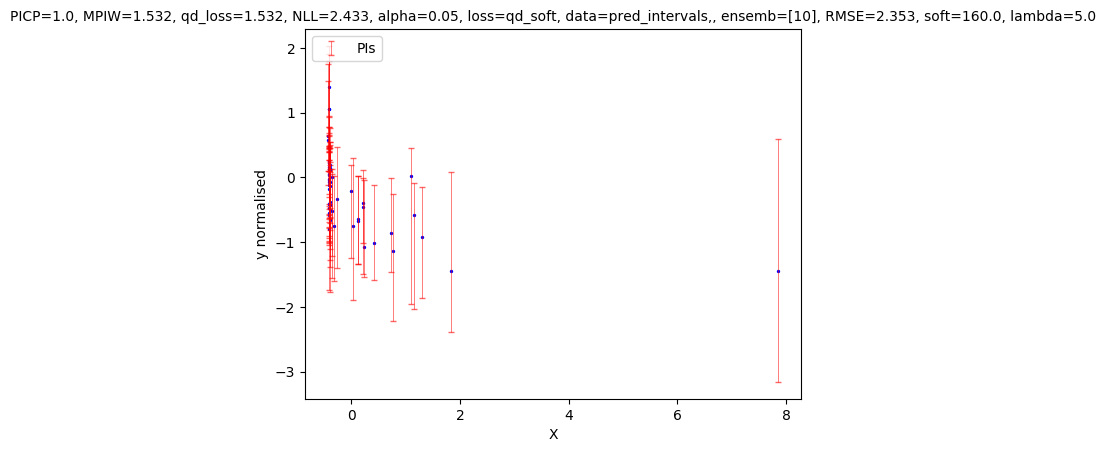 PICP=1.0, MPIW=1.532, qd_loss=1.532, NLL=2.433, alpha=0.05, loss=qd_soft, data=pred_intervals,, ensemb=[10], RMSE=2.353, soft=160.0, lambda=5.0
PIs
2
1
0
−1
−2
−3
y normalised
0 2 4 6 8
X